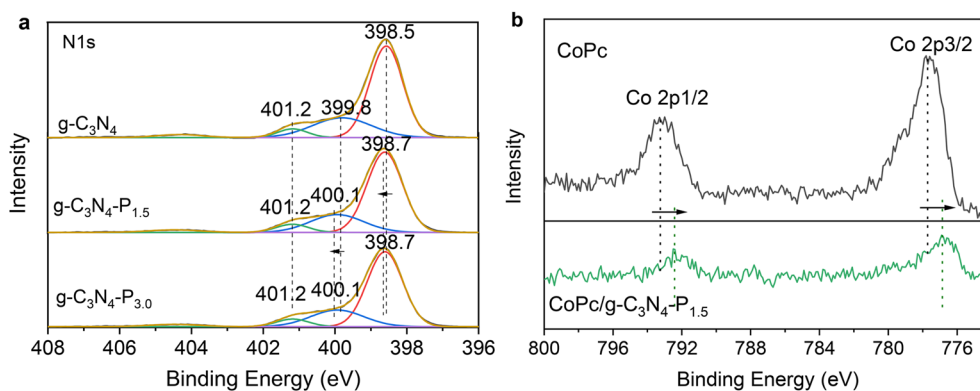 a
N1s
398.5
401.2 399.8
g-C₃N₄
398.7
401.2 400.1
g-C₃N₄-P₁.₅
398.7
401.2 400.1
g-C₃N₄-P₃.₀
408 406 404 402 400 398 396
Binding Energy (eV)
Intensity
b
CoPc
Co 2p3/2
Co 2p1/2
CoPc/g-C₃N₄-P₁.₅
800 796 792 788 784 780 776
Binding Energy (eV)
Intensity